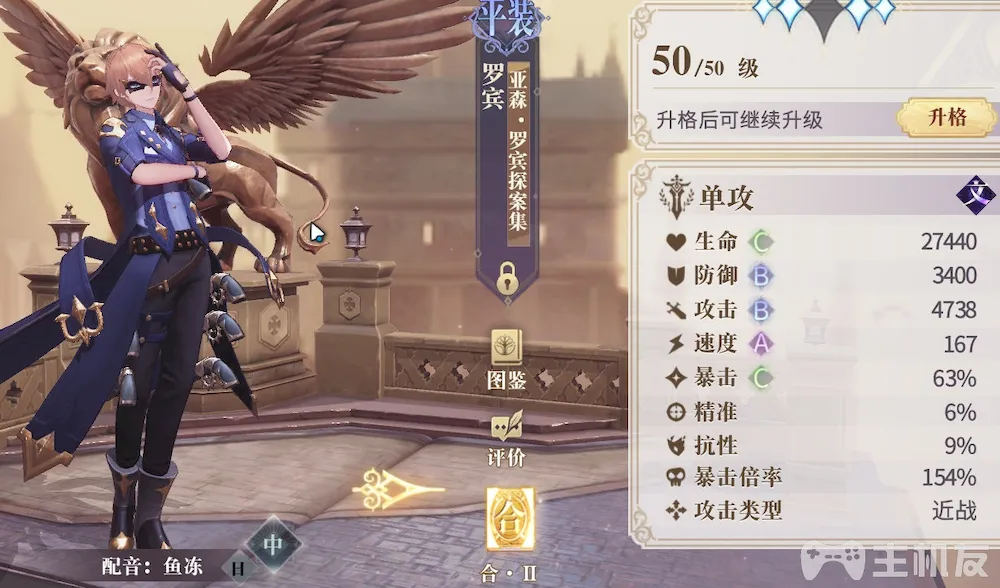 平装
罗宾
亚森·罗宾探案集
图鉴
评价
合
合·II
配音：鱼冻
H
中
50/50 级
升格后可继续升级
升格
单攻
文
生命 C 27440
防御 B 3400
攻击 B 4738
速度 A 167
暴击 C 63%
精准 6%
抗性 9%
暴击倍率 154%
攻击类型 近战
主机友